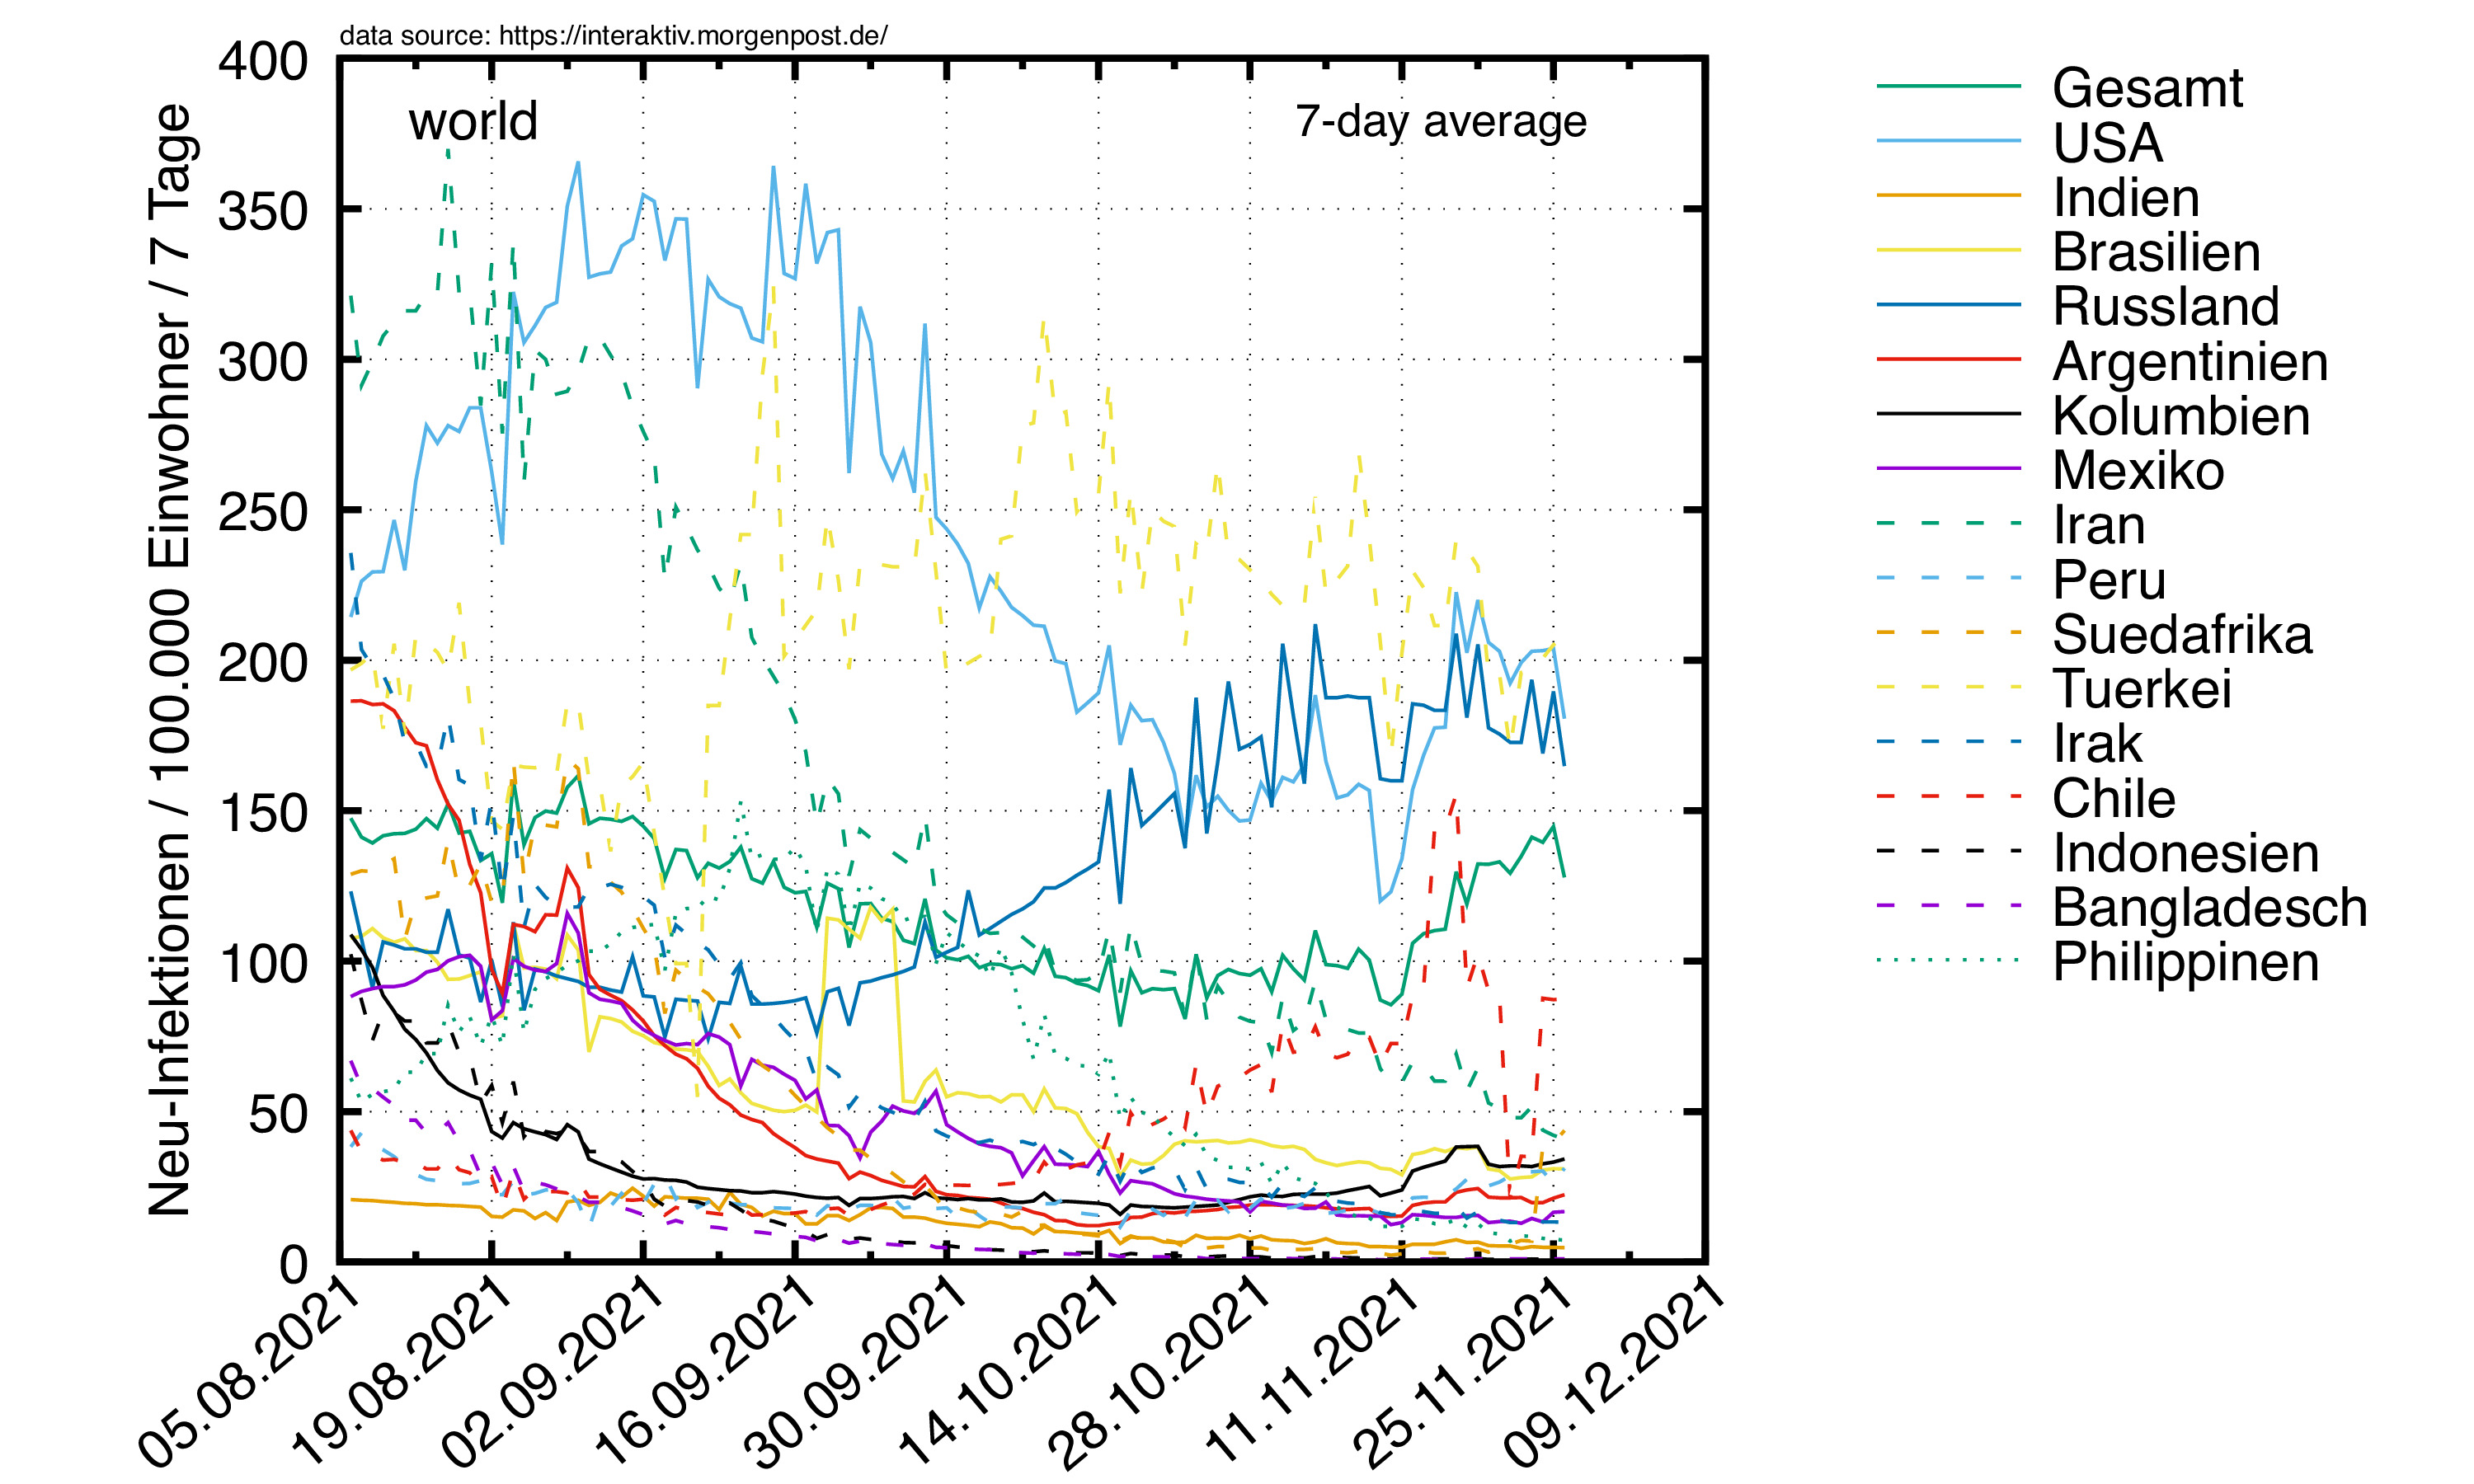 data source: https://interaktiv.morgenpost.de/
world
7-day average
Neu-Infektionen / 100.000 Einwohner / 7 Tage
400
350
300
250
200
150
100
50
0
05.08.2021
19.08.2021
02.09.2021
16.09.2021
30.09.2021
14.10.2021
28.10.2021
11.11.2021
25.11.2021
09.12.2021
Gesamt
USA
Indien
Brasilien
Russland
Argentinien
Kolumbien
Mexiko
Iran
Peru
Suedafrika
Tuerkei
Irak
Chile
Indonesien
Bangladesch
Philippinen